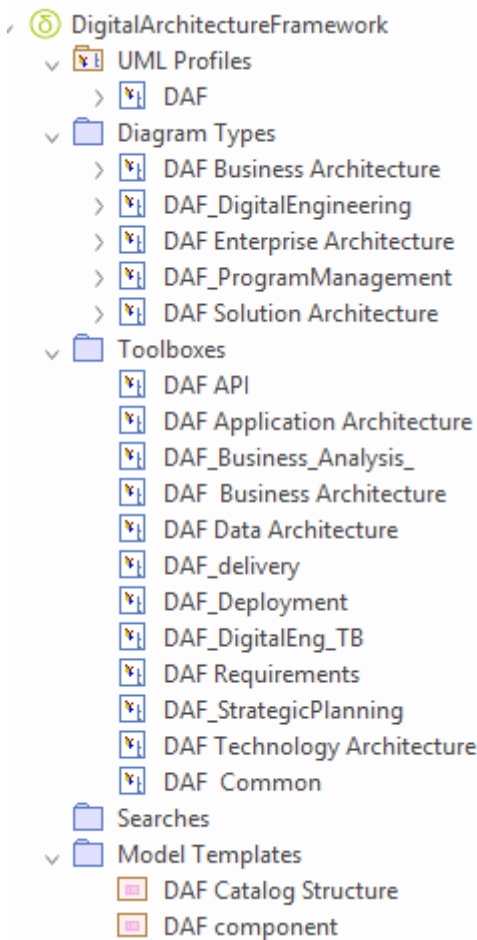 DigitalArchitectureFramework
UML Profiles
DAF
Diagram Types
DAF Business Architecture
DAF_DigitalEngineering
DAF Enterprise Architecture
DAF_ProgramManagement
DAF Solution Architecture
Toolboxes
DAF API
DAF Application Architecture
DAF_Business_Analysis_
DAF  Business Architecture
DAF Data Architecture
DAF_delivery
DAF_Deployment
DAF_DigitalEng_TB
DAF Requirements
DAF_StrategicPlanning
DAF Technology Architecture
DAF  Common
Searches
Model Templates
DAF Catalog Structure
DAF component